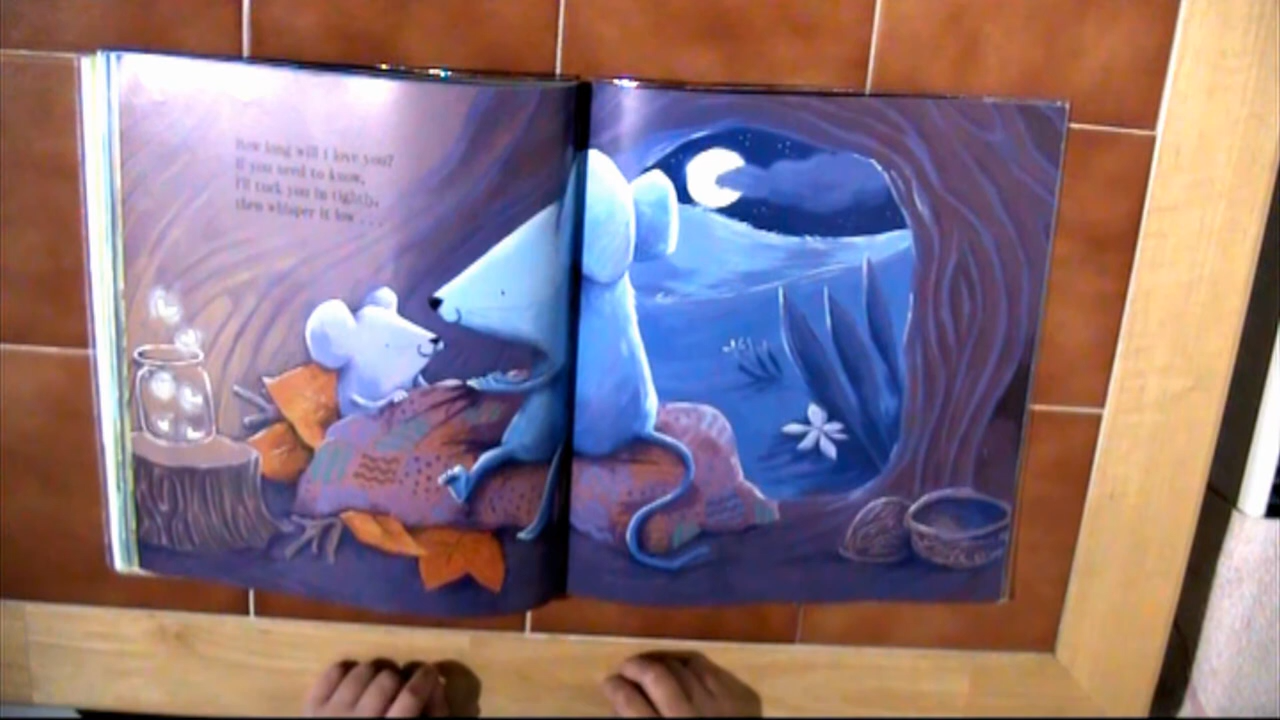 How long will I love you?
If you need to know,
I'll tuck you in tightly,
then whisper it low . . . .